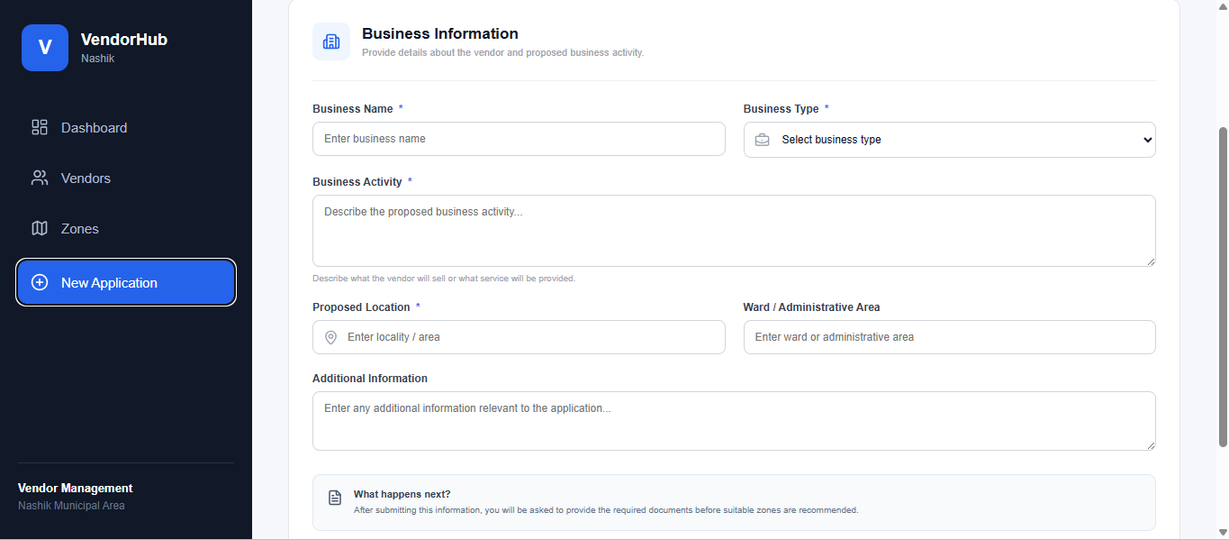 V
VendorHub
Nashik
Dashboard
Vendors
Zones
New Application
Vendor Management
Nashik Municipal Area
Business Information
Provide details about the vendor and proposed business activity.
Business Name *
Business Type *
Enter business name
Select business type
Business Activity *
Describe the proposed business activity...
Describe what the vendor will sell or what service will be provided.
Proposed Location *
Ward / Administrative Area
Enter locality / area
Enter ward or administrative area
Additional Information
Enter any additional information relevant to the application...
What happens next?
After submitting this information, you will be asked to provide the required documents before suitable zones are recommended.